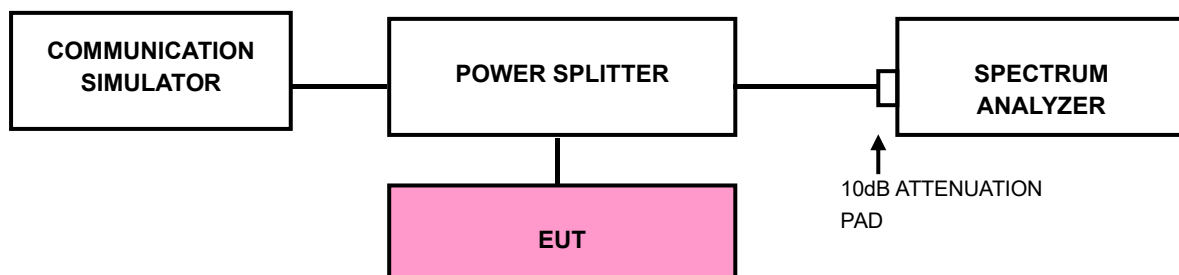 COMMUNICATION
SIMULATOR
POWER SPLITTER
SPECTRUM
ANALYZER
10dB ATTENUATION
PAD
EUT